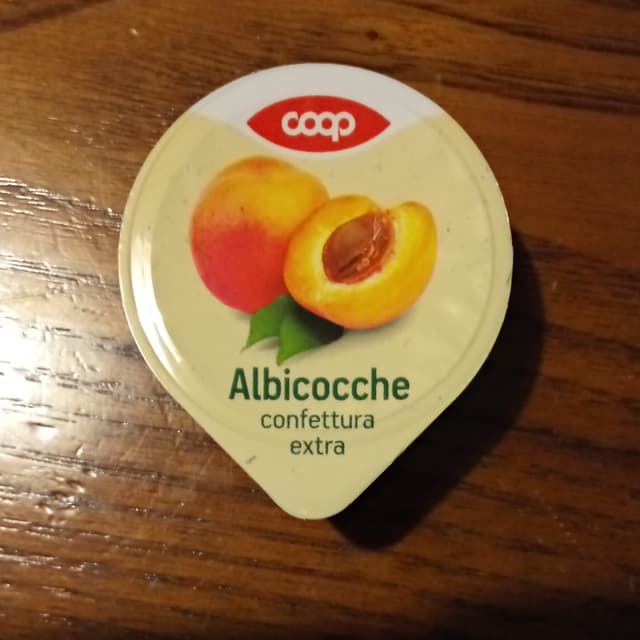 coop
Albicocche
confettura
extra